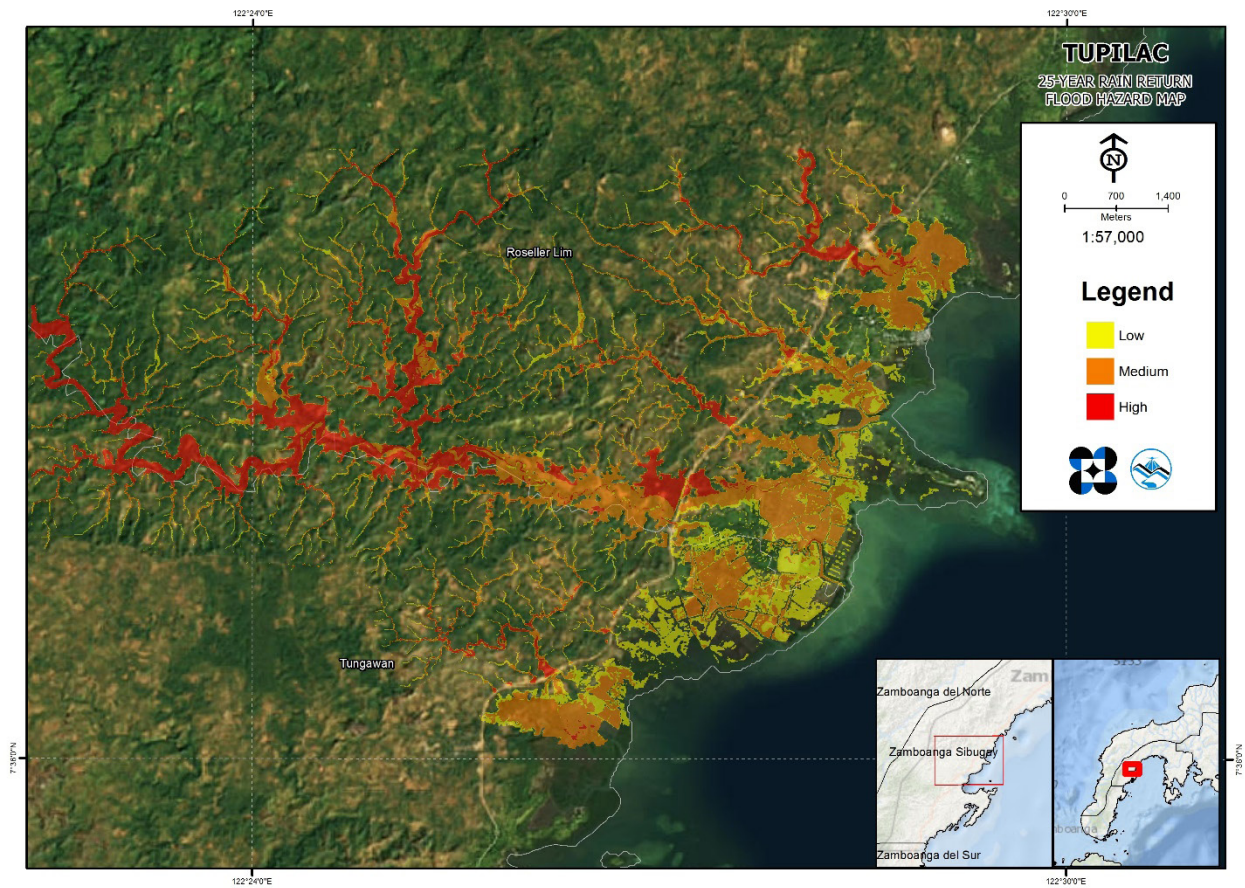 122°24'0"E
122°30'0"E
TUPILAC
25-YEAR RAIN RETURN
FLOOD HAZARD MAP
N
0 700 1,400
Meters
1:57,000
Legend
Low
Medium
High
Roseller Lim
Tungawan
Zam
Zamboanga del Norte
Zamboanga Sibugay
Zamboanga del Sur
7°36'0"N
7°36'0"N
122°24'0"E
122°30'0"E